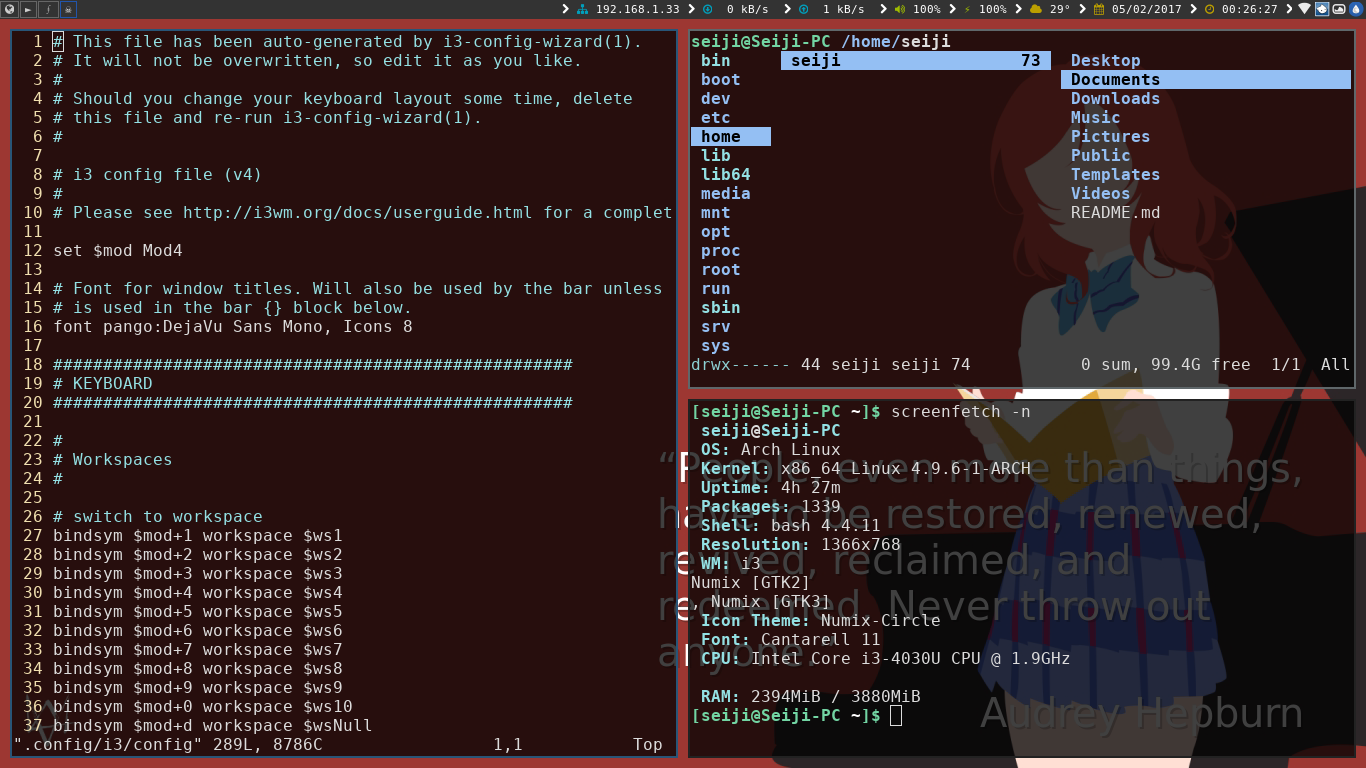 192.168.1.33 0 kB/s 1 kB/s 100% 100% 29° 05/02/2017 00:26:27
1 # This file has been auto-generated by i3-config-wizard(1).
2 # It will not be overwritten, so edit it as you like.
3 #
4 # Should you change your keyboard layout some time, delete
5 # this file and re-run i3-config-wizard(1).
6 #
7
8 # i3 config file (v4)
9 #
10 # Please see http://i3wm.org/docs/userguide.html for a complet
11
12 set $mod Mod4
13
14 # Font for window titles. Will also be used by the bar unless
15 # is used in the bar {} block below.
16 font pango:DejaVu Sans Mono, Icons 8
17
18 ####################################################
19 # KEYBOARD
20 ####################################################
21
22 #
23 # Workspaces
24 #
25
26 # switch to workspace
27 bindsym $mod+1 workspace $ws1
28 bindsym $mod+2 workspace $ws2
29 bindsym $mod+3 workspace $ws3
30 bindsym $mod+4 workspace $ws4
31 bindsym $mod+5 workspace $ws5
32 bindsym $mod+6 workspace $ws6
33 bindsym $mod+7 workspace $ws7
34 bindsym $mod+8 workspace $ws8
35 bindsym $mod+9 workspace $ws9
36 bindsym $mod+0 workspace $ws10
37 bindsym $mod+d workspace $wsNull
".config/i3/config" 289L, 8786C 1,1 Top
seiji@Seiji-PC /home/seiji
bin seiji 73 Desktop
boot Documents
dev Downloads
etc Music
home Pictures
lib Public
lib64 Templates
media Videos
mnt README.md
opt
proc
root
run
sbin
srv
sys
drwx------ 44 seiji seiji 74 0 sum, 99.4G free 1/1 All
[seiji@Seiji-PC ~]$ screenfetch -n
seiji@Seiji-PC
OS: Arch Linux
Kernel: x86_64 Linux 4.9.6-1-ARCH
Uptime: 4h 27m
Packages: 1339
Shell: bash 4.4.11
Resolution: 1366x768
WM: i3
Numix [GTK2]
, Numix [GTK3]
Icon Theme: Numix-Circle
Font: Cantarell 11
CPU: Intel Core i3-4030U CPU @ 1.9GHz
RAM: 2394MiB / 3880MiB
[seiji@Seiji-PC ~]$
“People, even more than things,
have to be restored, renewed,
revived, reclaimed, and
redeemed. Never throw out
anyone.”
Audrey Hepburn